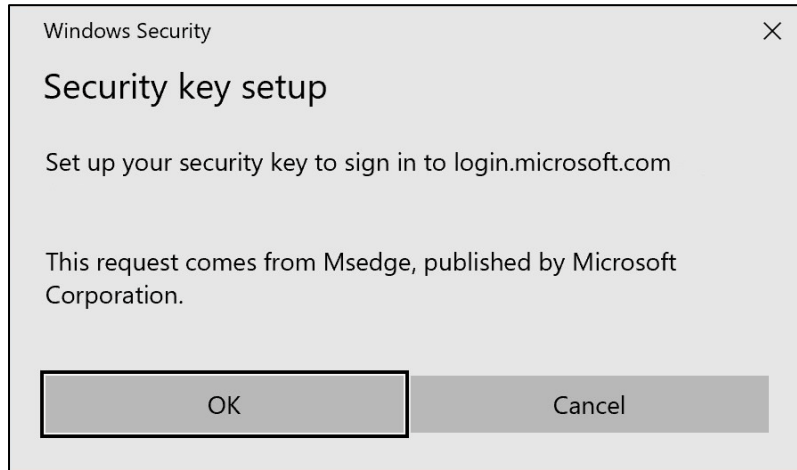 Windows Security
Security key setup
Set up your security key to sign in to login.microsoft.com
This request comes from Msedge, published by Microsoft
Corporation.
OK
Cancel